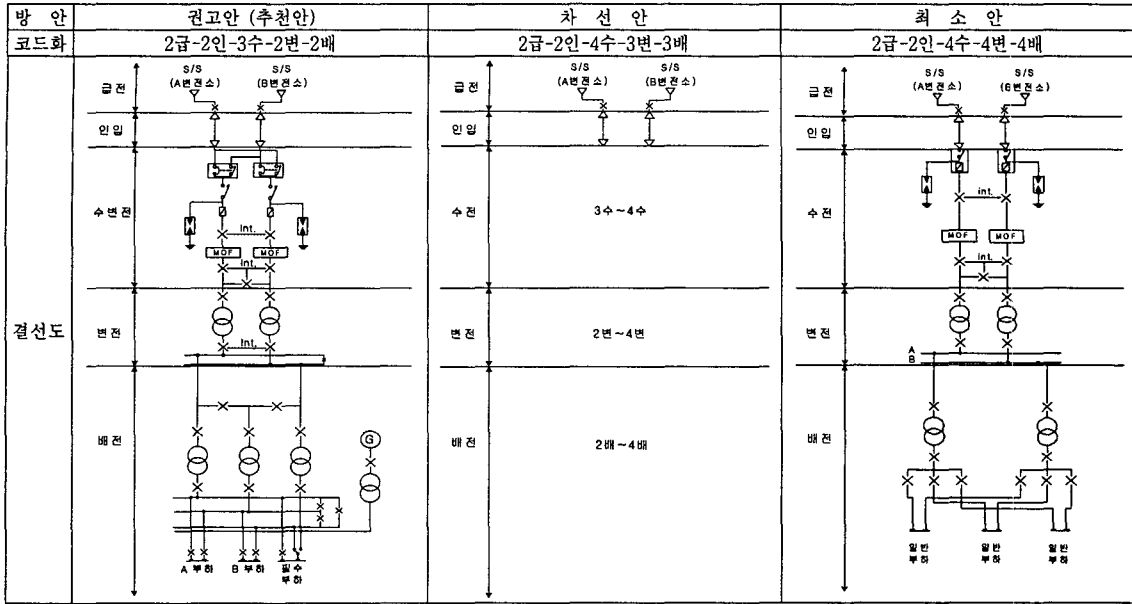 방 안
권고안 (추천안)
차 선 안
최 소 안
코드화
2급-2인-3수-2변-2배
2급-2인-4수-3변-3배
2급-2인-4수-4변-4배
결선도
급전
S/S
(A변전소)
S/S
(B변전소)
인입
수변전
Int.
MOF
MOF
Int.
변전
Int.
배전
G
A 부하
B 부하
필수
부하
급전
S/S
(A변전소)
S/S
(B변전소)
인입
수전
3수~4수
변전
2변~4변
배전
2배~4배
급전
S/S
(A변전소)
S/S
(B변전소)
인입
수전
int.
MOF
MOF
int.
변전
A
B
배전
일반
부하
일반
부하
일반
부하